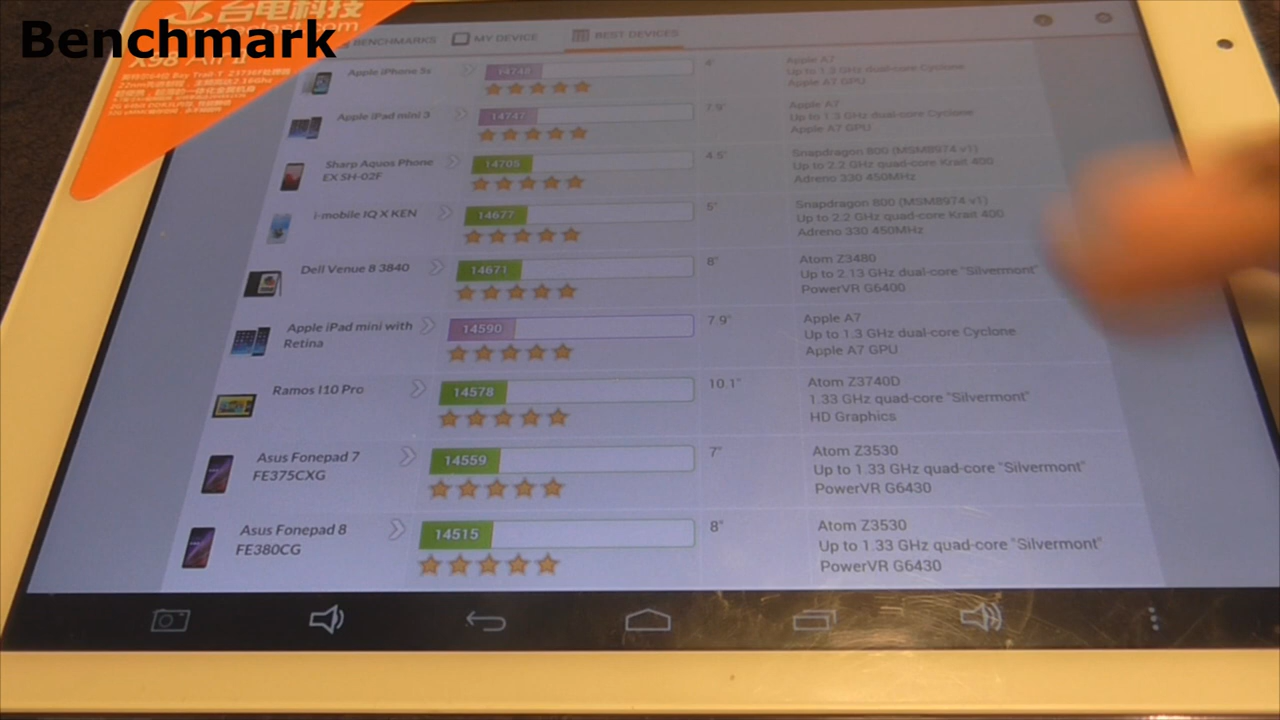 Benchmark
台电科技
X98 Air II
BENCHMARKS
MY DEVICE
BEST DEVICES
Apple iPhone 5s
14748
4"
Apple A7
Up to 1.3 GHz dual-core Cyclone
Apple A7 GPU
Apple iPad mini 3
14747
7.9"
Apple A7
Up to 1.3 GHz dual-core Cyclone
Apple A7 GPU
Sharp Aquos Phone
EX SH-02F
14705
4.5"
Snapdragon 800 (MSM8974 v1)
Up to 2.2 GHz quad-core Krait 400
Adreno 330 450MHz
i-mobile IQ X KEN
14677
5"
Snapdragon 800 (MSM8974 v1)
Up to 2.2 GHz quad-core Krait 400
Adreno 330 450MHz
Dell Venue 8 3840
14671
8"
Atom Z3480
Up to 2.13 GHz dual-core "Silvermont"
PowerVR G6400
Apple iPad mini with
Retina
14590
7.9"
Apple A7
Up to 1.3 GHz dual-core Cyclone
Apple A7 GPU
Ramos I10 Pro
14578
10.1"
Atom Z3740D
1.33 GHz quad-core "Silvermont"
HD Graphics
Asus Fonepad 7
FE375CXG
14559
7"
Atom Z3530
Up to 1.33 GHz quad-core "Silvermont"
PowerVR G6430
Asus Fonepad 8
FE380CG
14515
8"
Atom Z3530
Up to 1.33 GHz quad-core "Silvermont"
PowerVR G6430